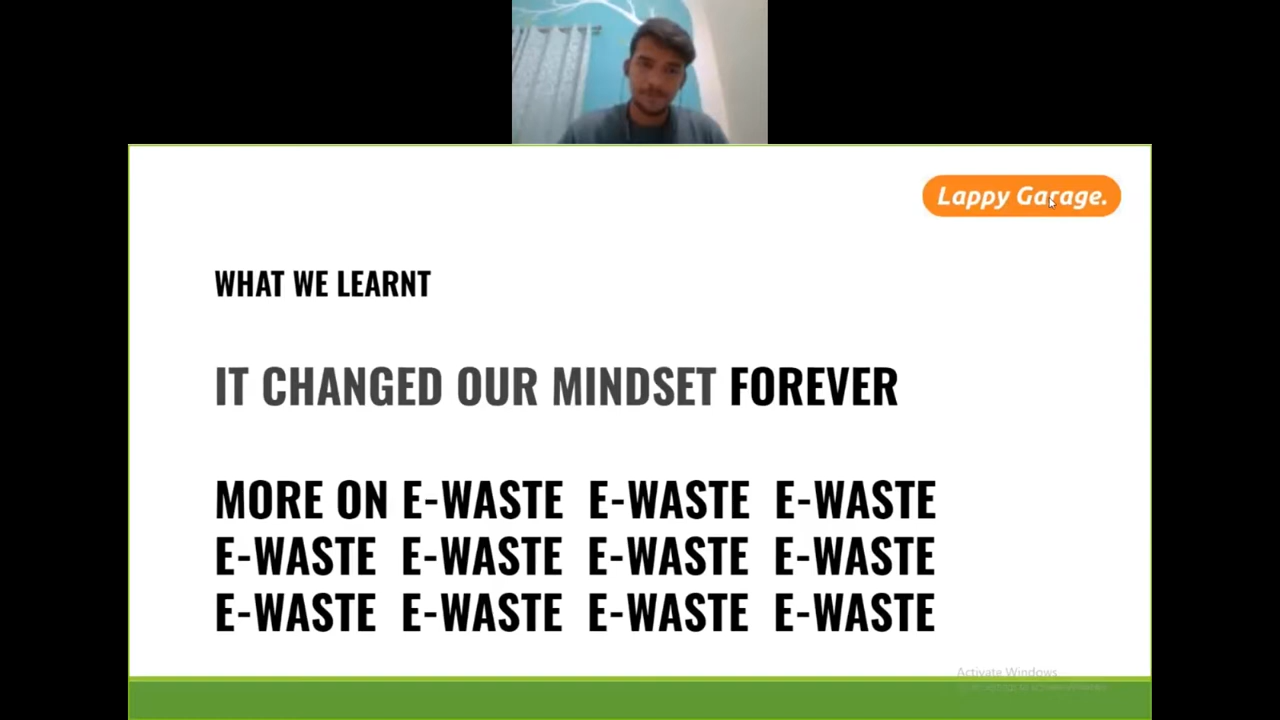 Lappy Garage.
WHAT WE LEARNT
IT CHANGED OUR MINDSET FOREVER
MORE ON E-WASTE E-WASTE E-WASTE
E-WASTE E-WASTE E-WASTE E-WASTE
E-WASTE E-WASTE E-WASTE E-WASTE
Activate Windows